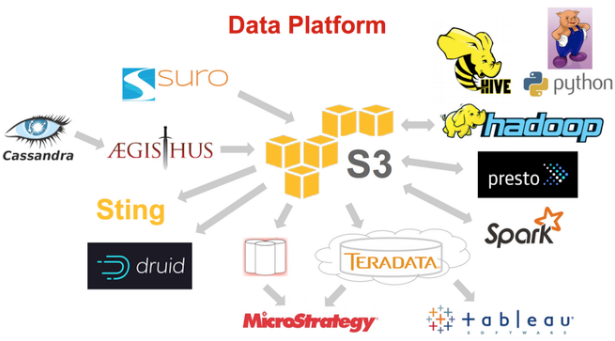 Data Platform
suro
HIVE
python
Cassandra
ÆGISTHUS
S3
hadoop
presto
Sting
Spark
druid
TERADATA
MicroStrategy
+ a b l e a u
SOFTWARE